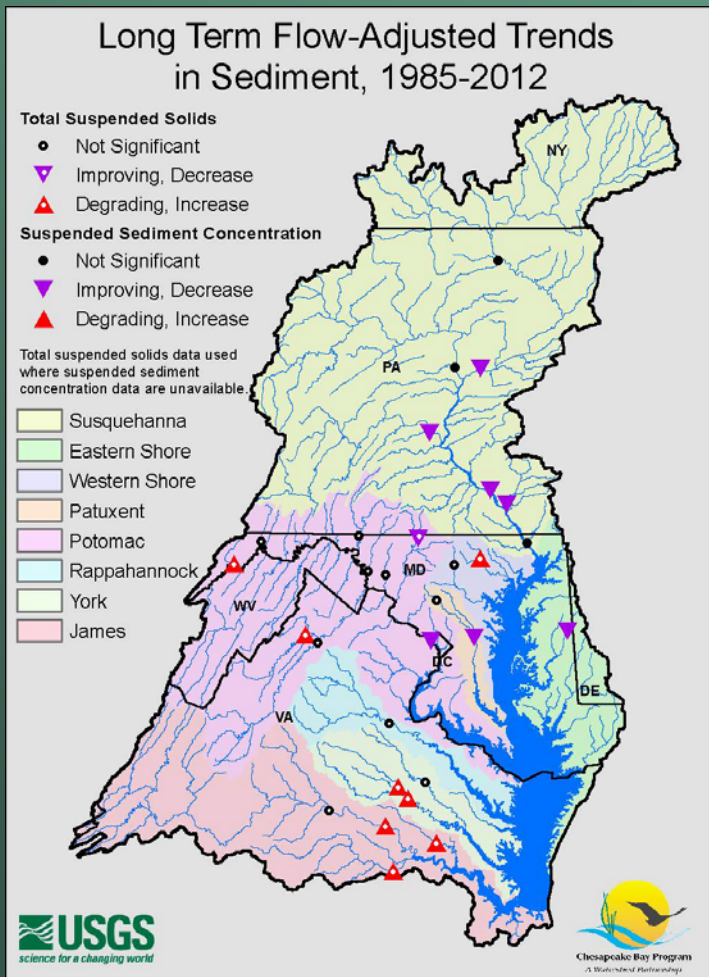 Long Term Flow-Adjusted Trends
in Sediment, 1985-2012
Total Suspended Solids
Not Significant
Improving, Decrease
Degrading, Increase
Suspended Sediment Concentration
Not Significant
Improving, Decrease
Degrading, Increase
Total suspended solids data used
where suspended sediment
concentration data are unavailable.
Susquehanna
Eastern Shore
Western Shore
Patuxent
Potomac
Rappahannock
York
James
NY
PA
MD
WV
DC
DE
VA
USGS
science for a changing world
Chesapeake Bay Program
A Watershed Partnership